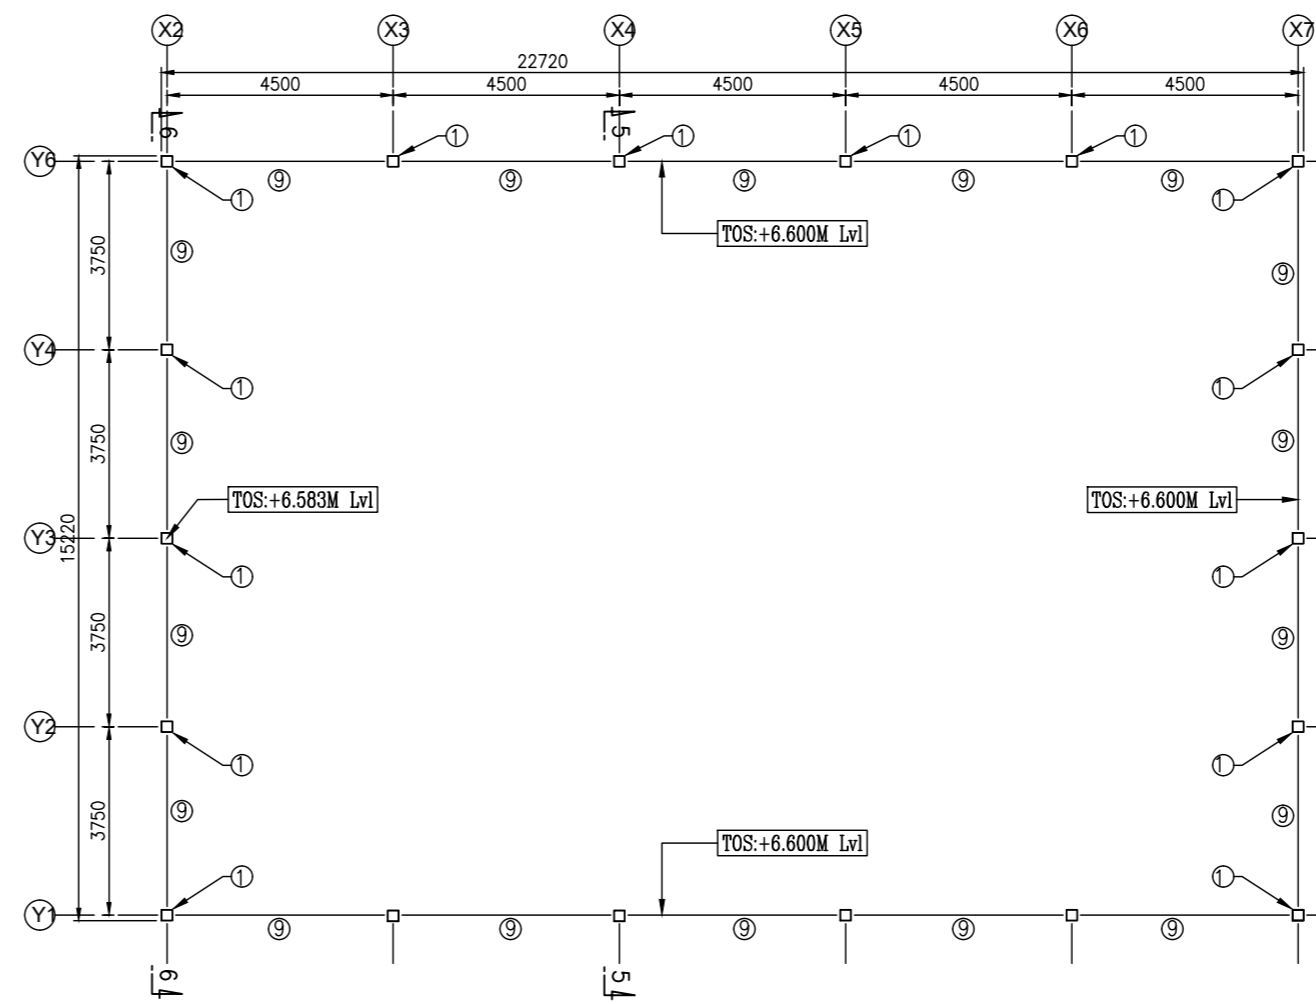 X2 X3 X4 X5 X6 X7
22720
4500 4500 4500 4500 4500
6 5
1 1 1 1
Y6
9 9 9 9 9
1 1
TOS:+6.600M Lvl
3750
9 9
Y4
1 1
3750
9 9
TOS:+6.583M Lvl TOS:+6.600M Lvl
Y3
15220
1 1
3750
9 9
Y2
1 1
3750
9 9
TOS:+6.600M Lvl
1 1
Y1
9 9 9 9 9
6 5